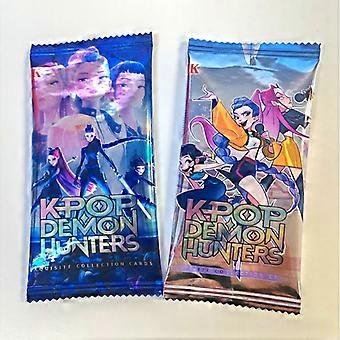 K
K-POP
DEMON
HUNTERS
EXQUISITE COLLECTION CARDS
K
K-POP
DEMON
HUNTERS